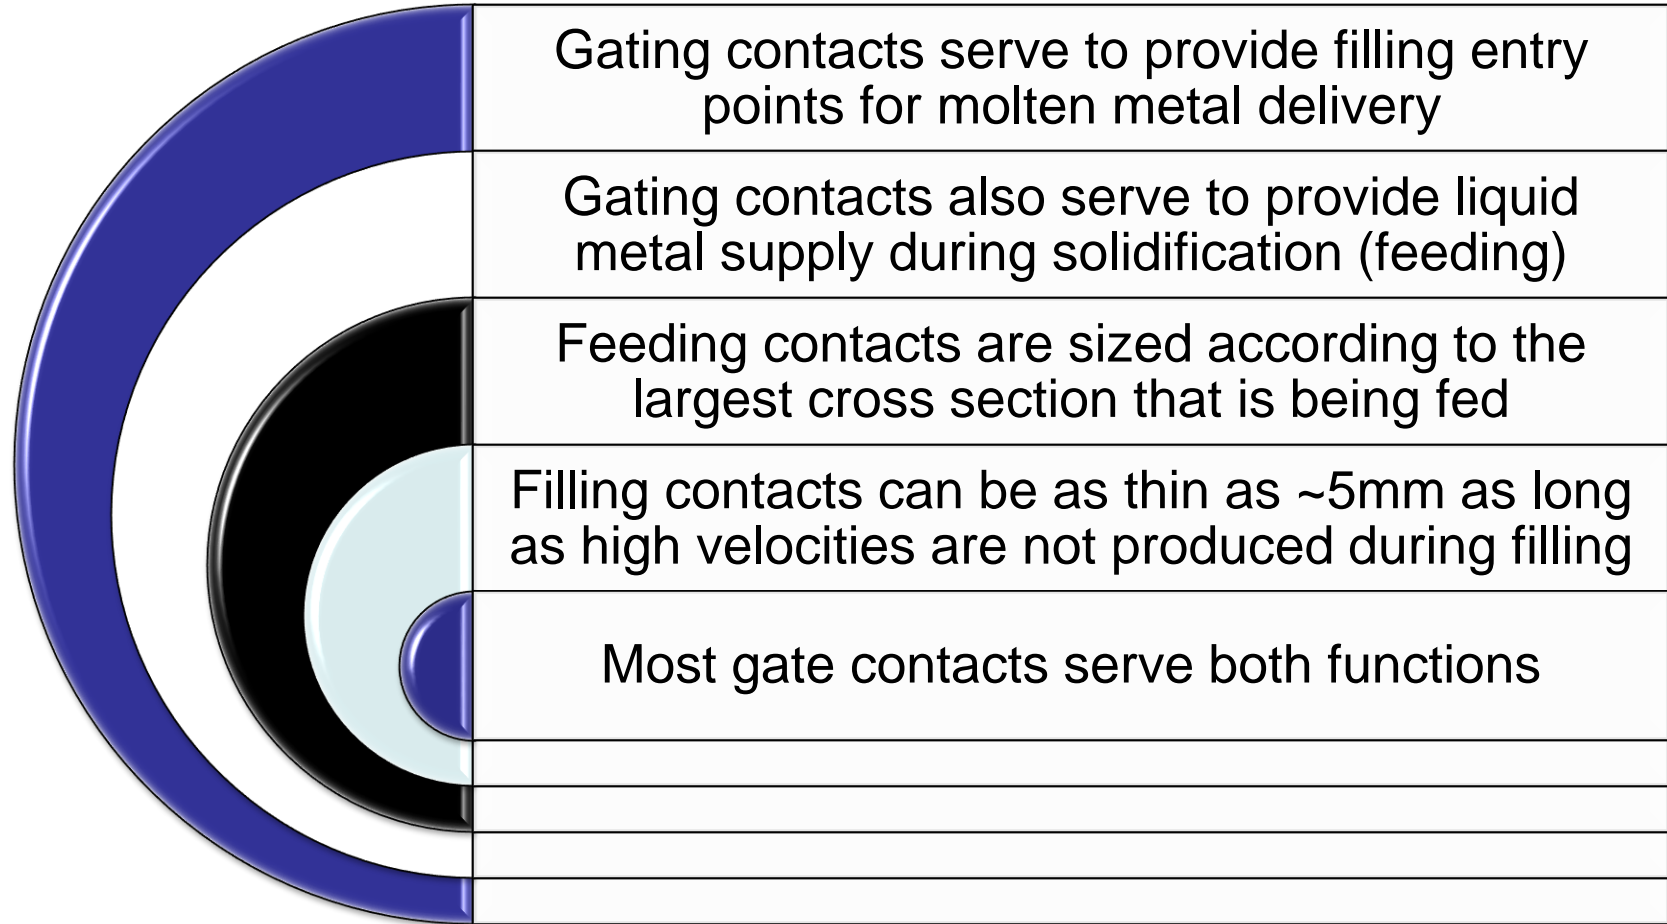 Gating contacts serve to provide filling entry
points for molten metal delivery
Gating contacts also serve to provide liquid
metal supply during solidification (feeding)
Feeding contacts are sized according to the
largest cross section that is being fed
Filling contacts can be as thin as ~5mm as long
as high velocities are not produced during filling
Most gate contacts serve both functions